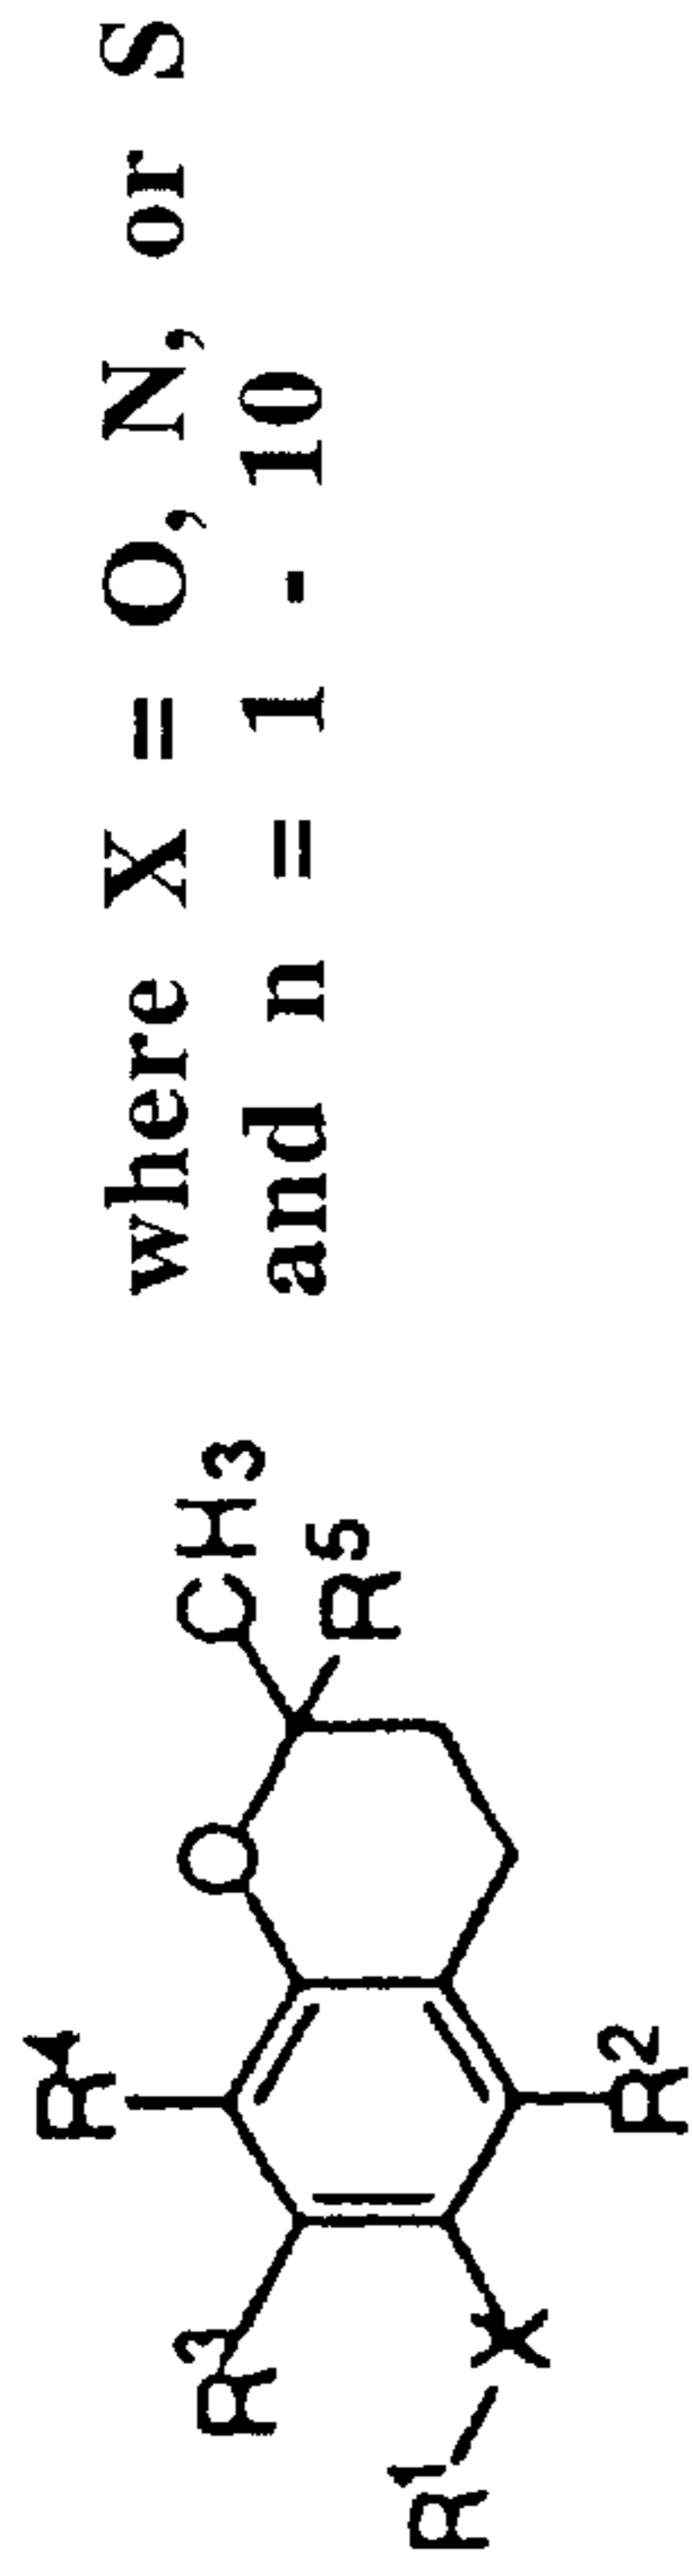 R4
R3
O
CH3
R5
R1
X
R2
where X = O, N, or S
and n = 1 - 10